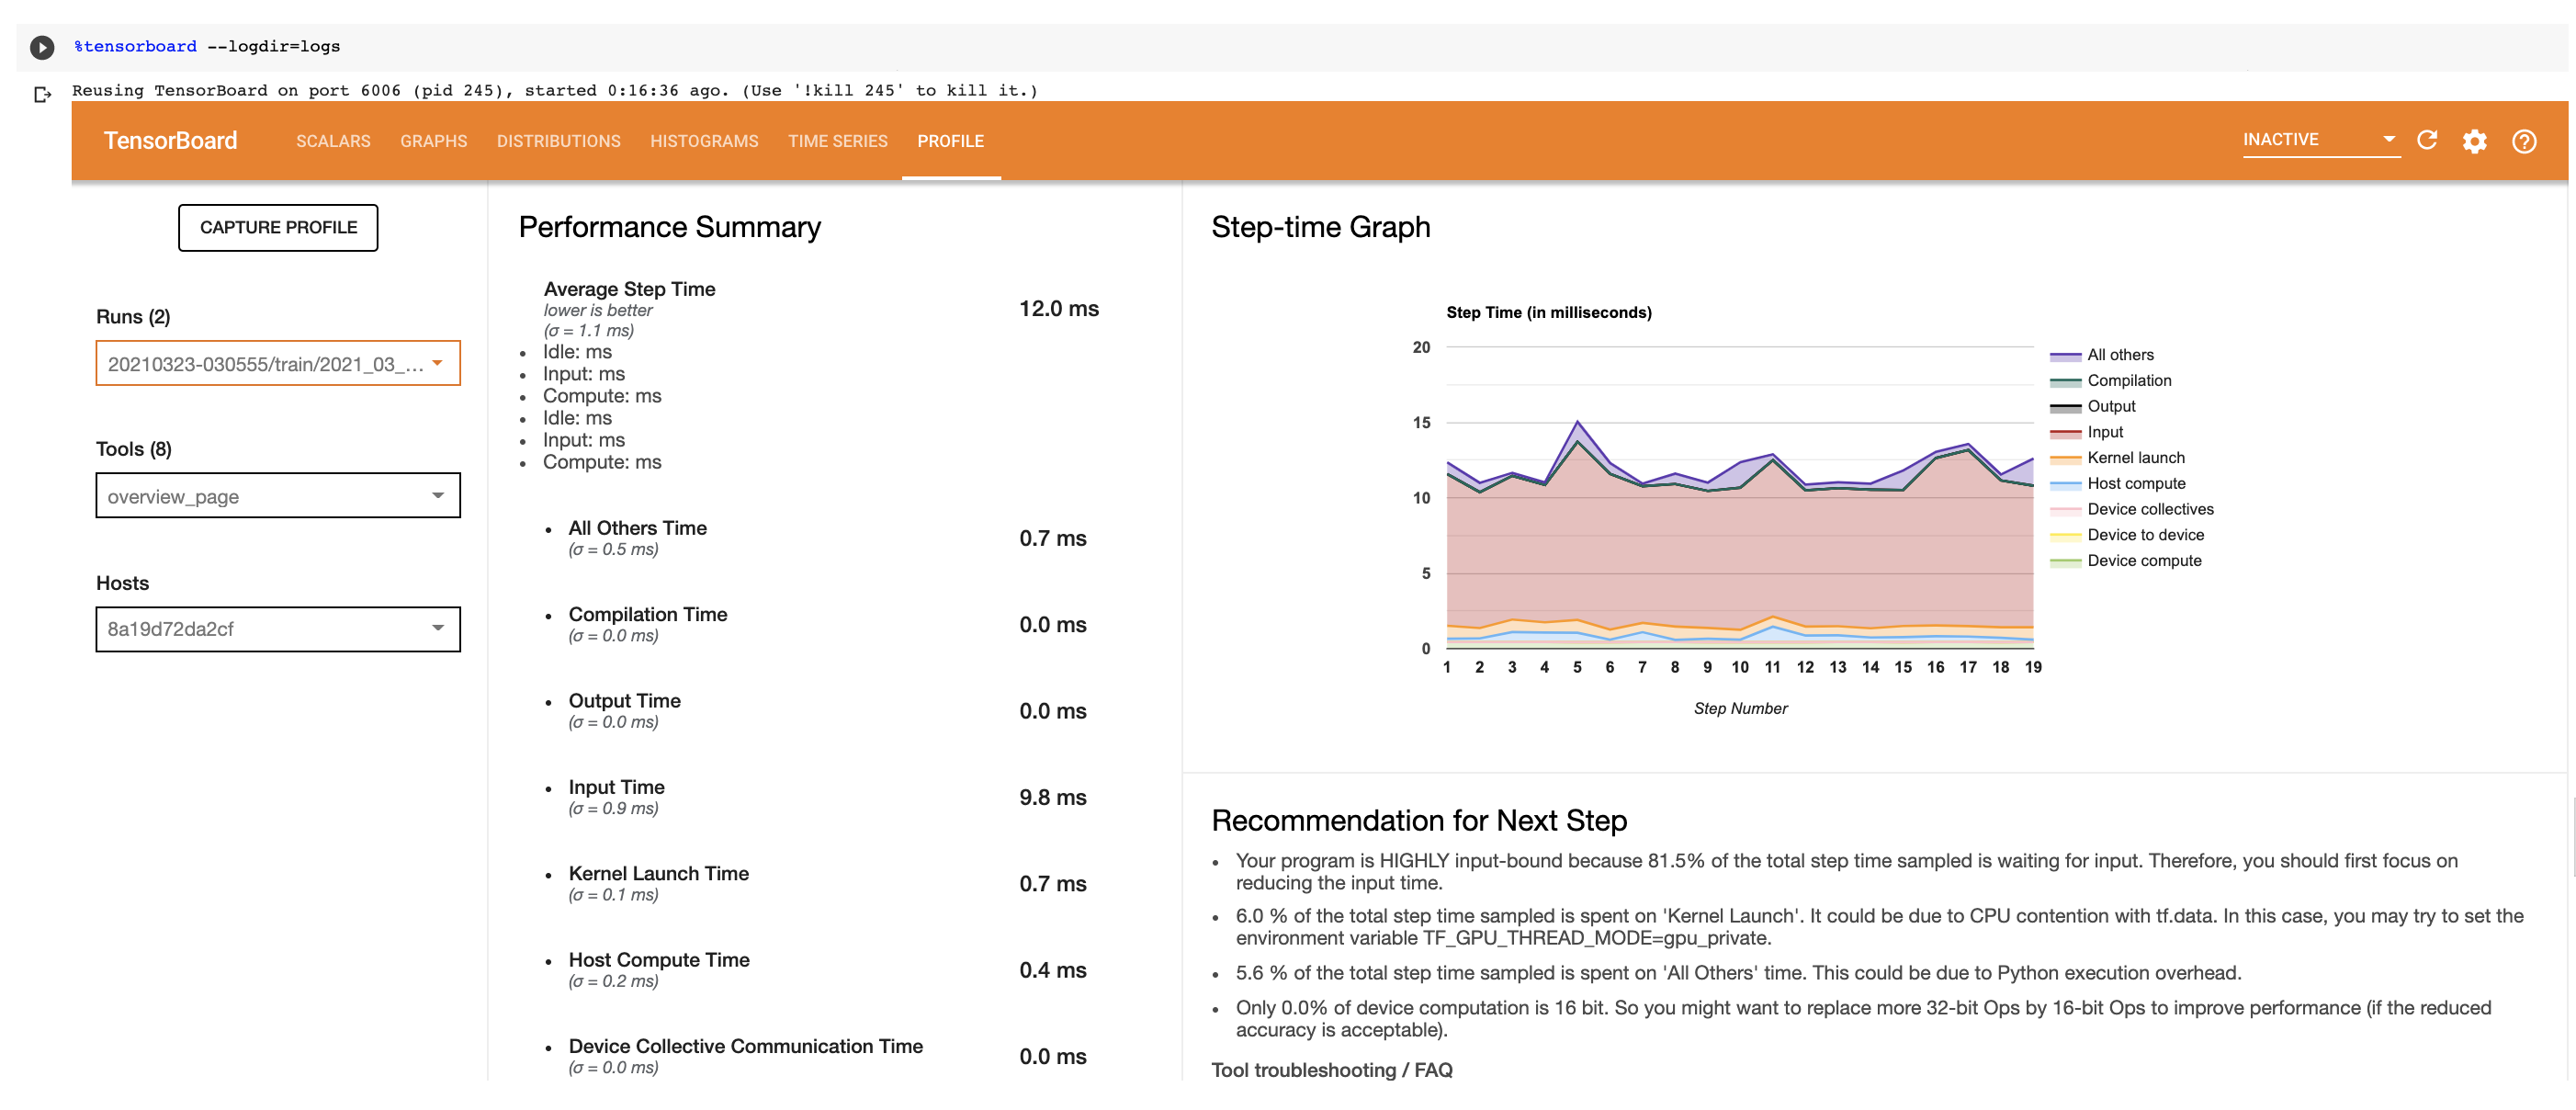 %tensorboard --logdir=logs
Reusing TensorBoard on port 6006 (pid 245), started 0:16:36 ago. (Use '!kill 245' to kill it.)
TensorBoard
SCALARS
GRAPHS
DISTRIBUTIONS
HISTOGRAMS
TIME SERIES
PROFILE
INACTIVE
CAPTURE PROFILE
Runs (2)
20210323-030555/train/2021_03_...
Tools (8)
overview_page
Hosts
8a19d72da2cf
Performance Summary
Average Step Time
lower is better
(σ = 1.1 ms)
12.0 ms
• Idle: ms
• Input: ms
• Compute: ms
• Idle: ms
• Input: ms
• Compute: ms
• All Others Time
(σ = 0.5 ms)
0.7 ms
• Compilation Time
(σ = 0.0 ms)
0.0 ms
• Output Time
(σ = 0.0 ms)
0.0 ms
• Input Time
(σ = 0.9 ms)
9.8 ms
• Kernel Launch Time
(σ = 0.1 ms)
0.7 ms
• Host Compute Time
(σ = 0.2 ms)
0.4 ms
• Device Collective Communication Time
(σ = 0.0 ms)
0.0 ms
Step-time Graph
Step Time (in milliseconds)
20
15
10
5
0
1 2 3 4 5 6 7 8 9 10 11 12 13 14 15 16 17 18 19
Step Number
All others
Compilation
Output
Input
Kernel launch
Host compute
Device collectives
Device to device
Device compute
Recommendation for Next Step
• Your program is HIGHLY input-bound because 81.5% of the total step time sampled is waiting for input. Therefore, you should first focus on
reducing the input time.
• 6.0 % of the total step time sampled is spent on 'Kernel Launch'. It could be due to CPU contention with tf.data. In this case, you may try to set the
environment variable TF_GPU_THREAD_MODE=gpu_private.
• 5.6 % of the total step time sampled is spent on 'All Others' time. This could be due to Python execution overhead.
• Only 0.0% of device computation is 16 bit. So you might want to replace more 32-bit Ops by 16-bit Ops to improve performance (if the reduced
accuracy is acceptable).
Tool troubleshooting / FAQ